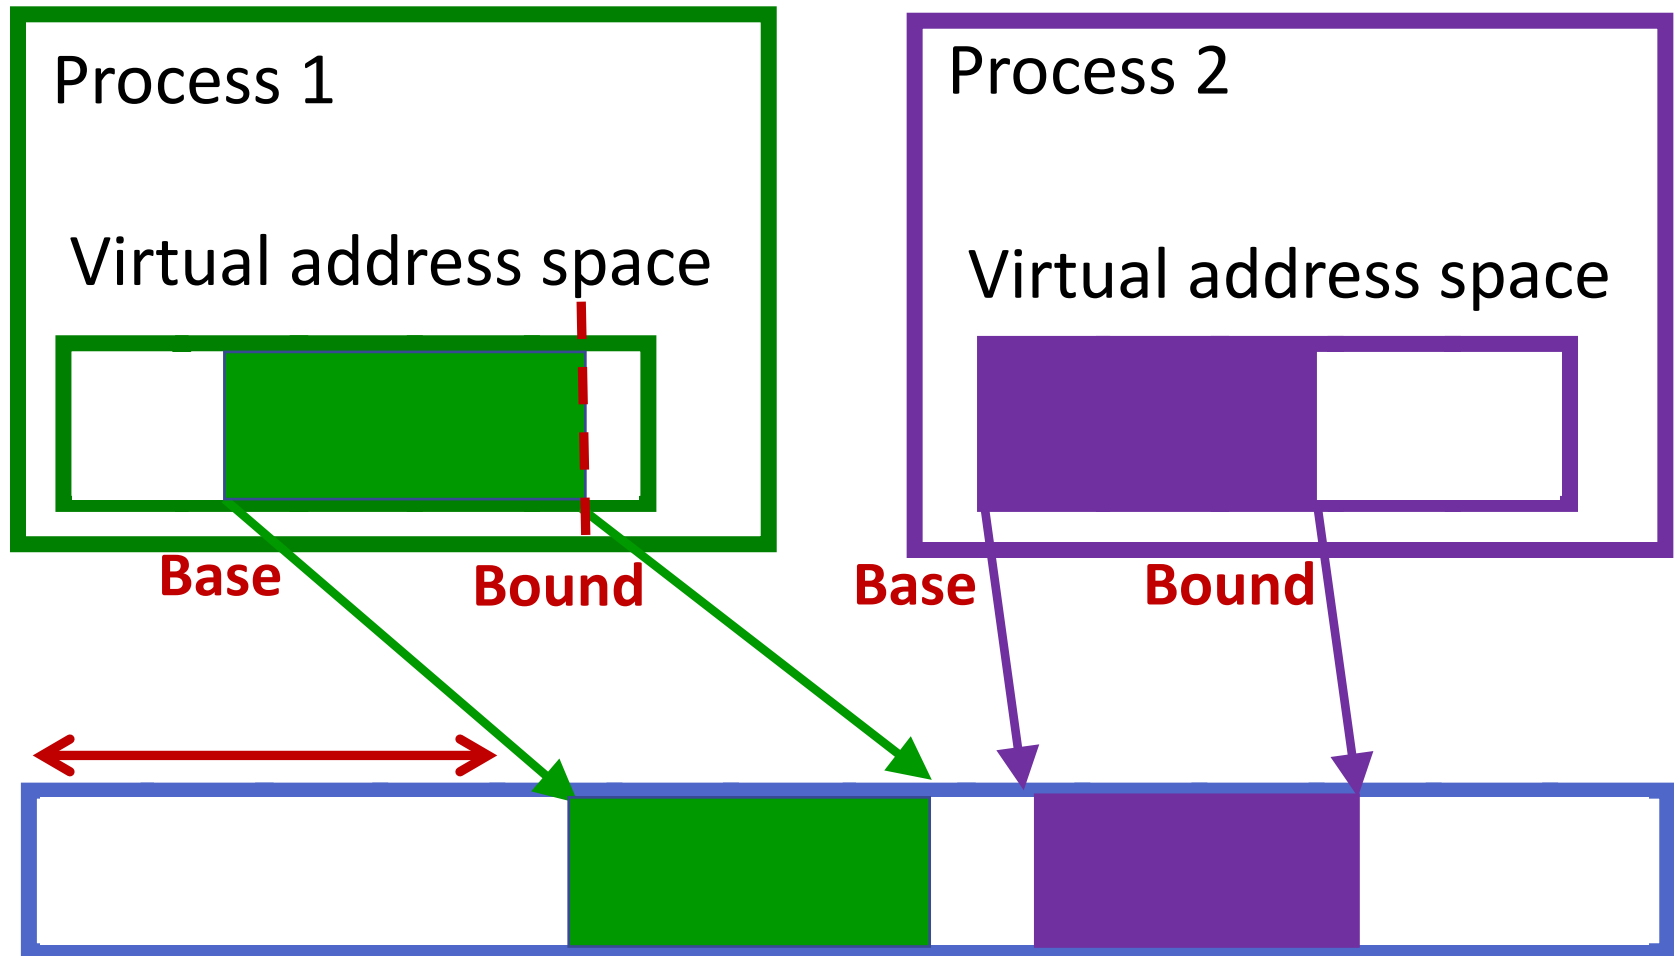 Process 1
Virtual address space
Base
Bound
Process 2
Virtual address space
Base
Bound